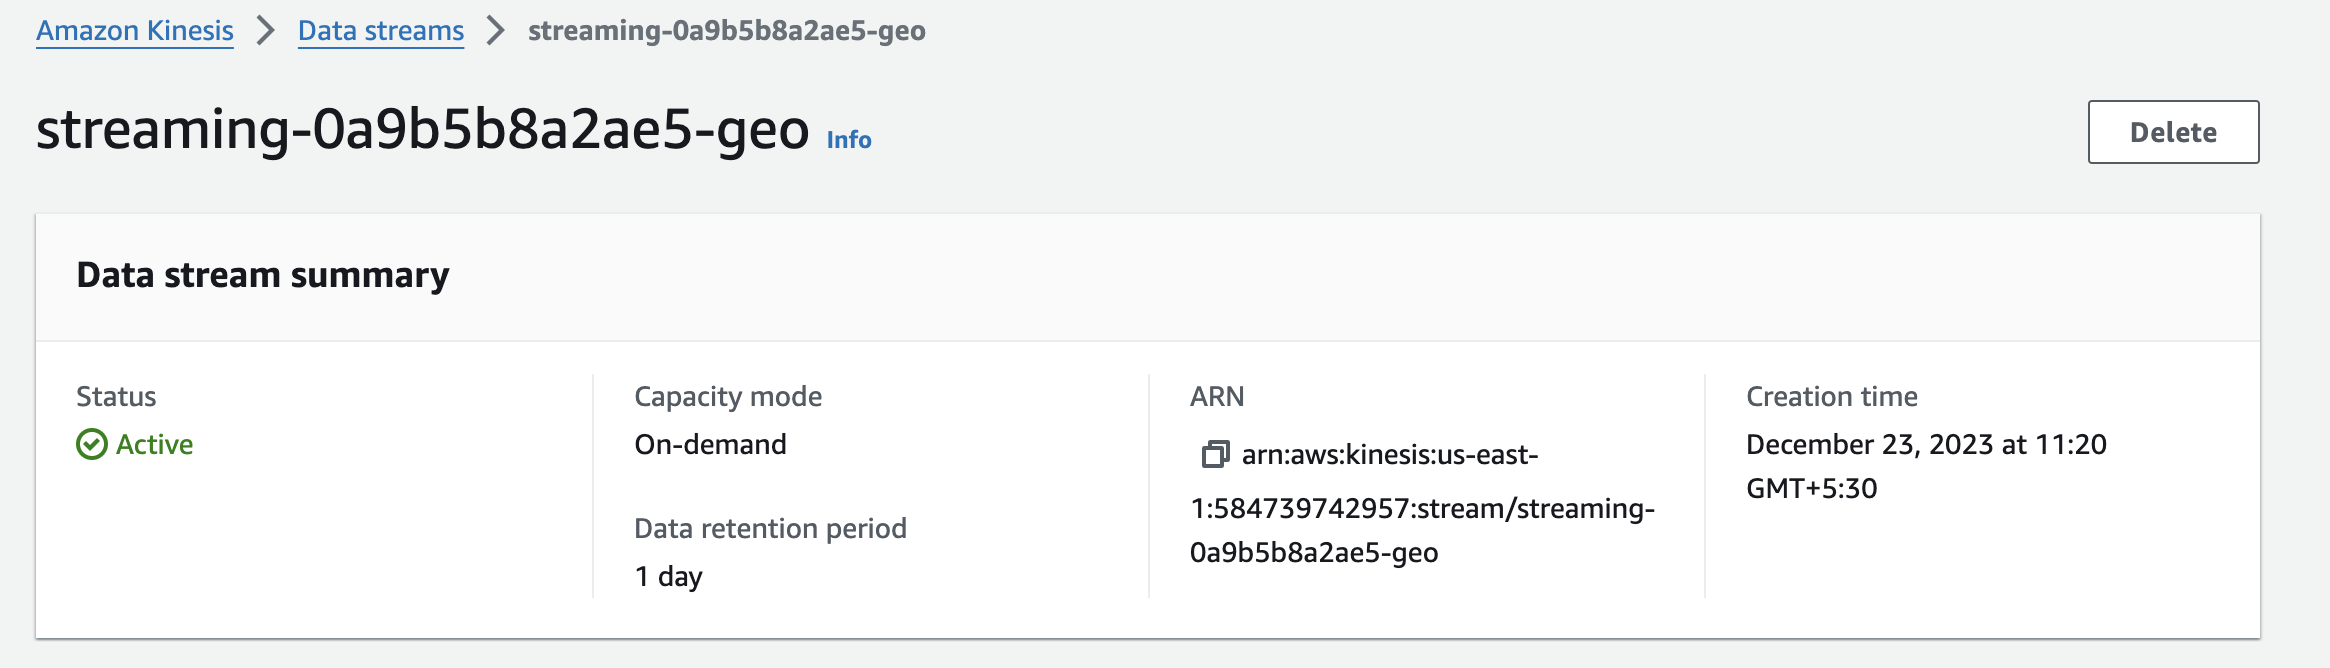 Amazon Kinesis > Data streams > streaming-0a9b5b8a2ae5-geo
streaming-0a9b5b8a2ae5-geo Info
Delete
Data stream summary
Status
Active
Capacity mode
On-demand
Data retention period
1 day
ARN
arn:aws:kinesis:us-east-
1:584739742957:stream/streaming-
0a9b5b8a2ae5-geo
Creation time
December 23, 2023 at 11:20
GMT+5:30